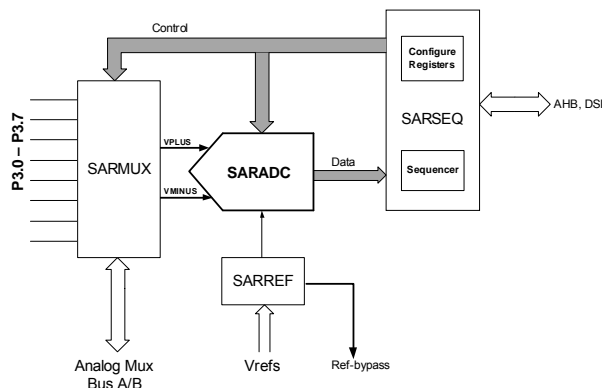 Control
Configure
Registers
SARSEQ
AHB, DSI
P3.0 – P3.7
SARMUX
VPLUS
VMINUS
SARADC
Data
Sequencer
SARREF
Analog Mux
Bus A/B
Vrefs
Ref-bypass